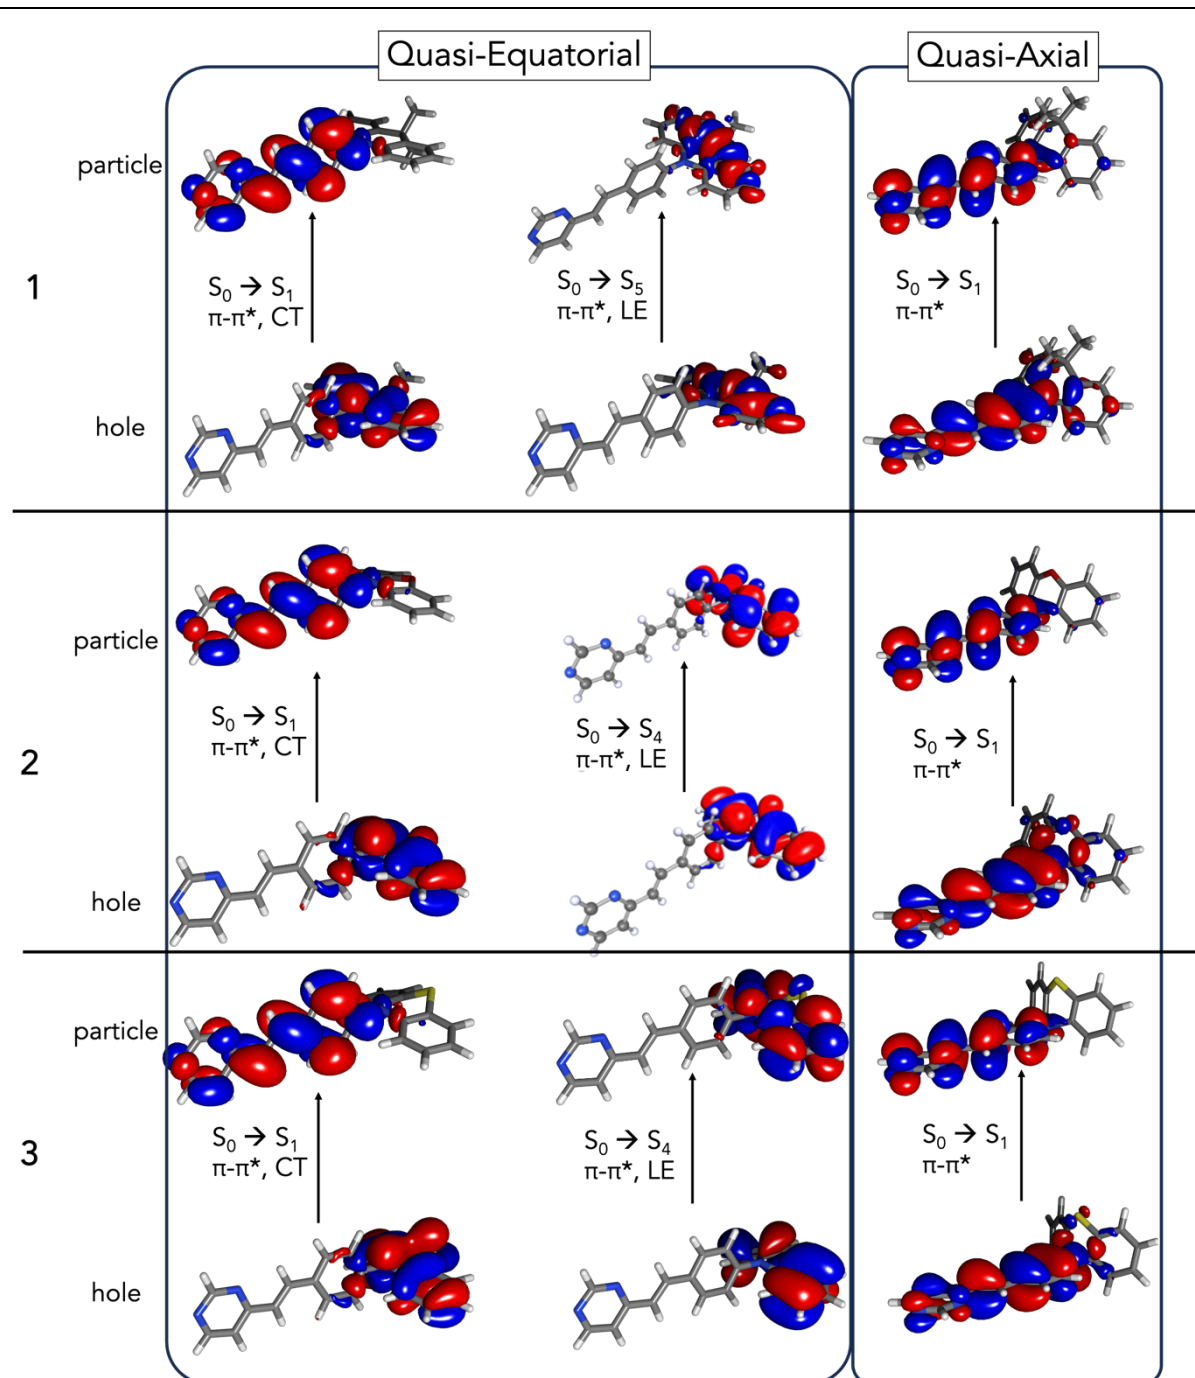 Quasi-Equatorial
Quasi-Axial
particle
1
S₀ → S₁
π-π*, CT
S₀ → S₅
π-π*, LE
S₀ → S₁
π-π*
hole
particle
2
S₀ → S₁
π-π*, CT
S₀ → S₄
π-π*, LE
S₀ → S₁
π-π*
hole
particle
3
S₀ → S₁
π-π*, CT
S₀ → S₄
π-π*, LE
S₀ → S₁
π-π*
hole